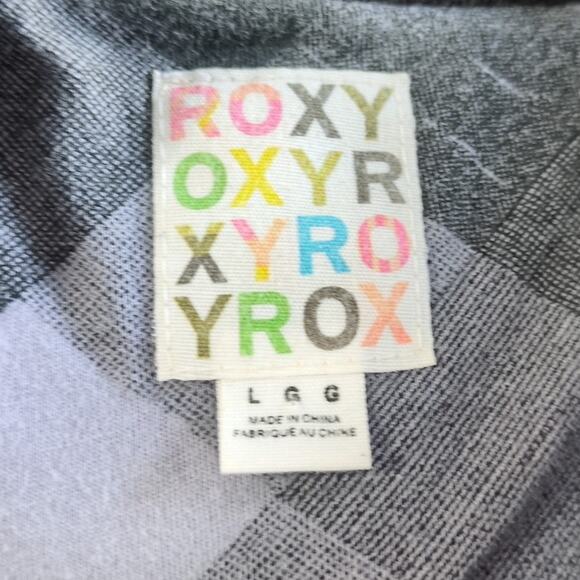 ROXY
OXYR
XYRO
YROX
L G G
MADE IN CHINA
FABRIQUE AU CHINE